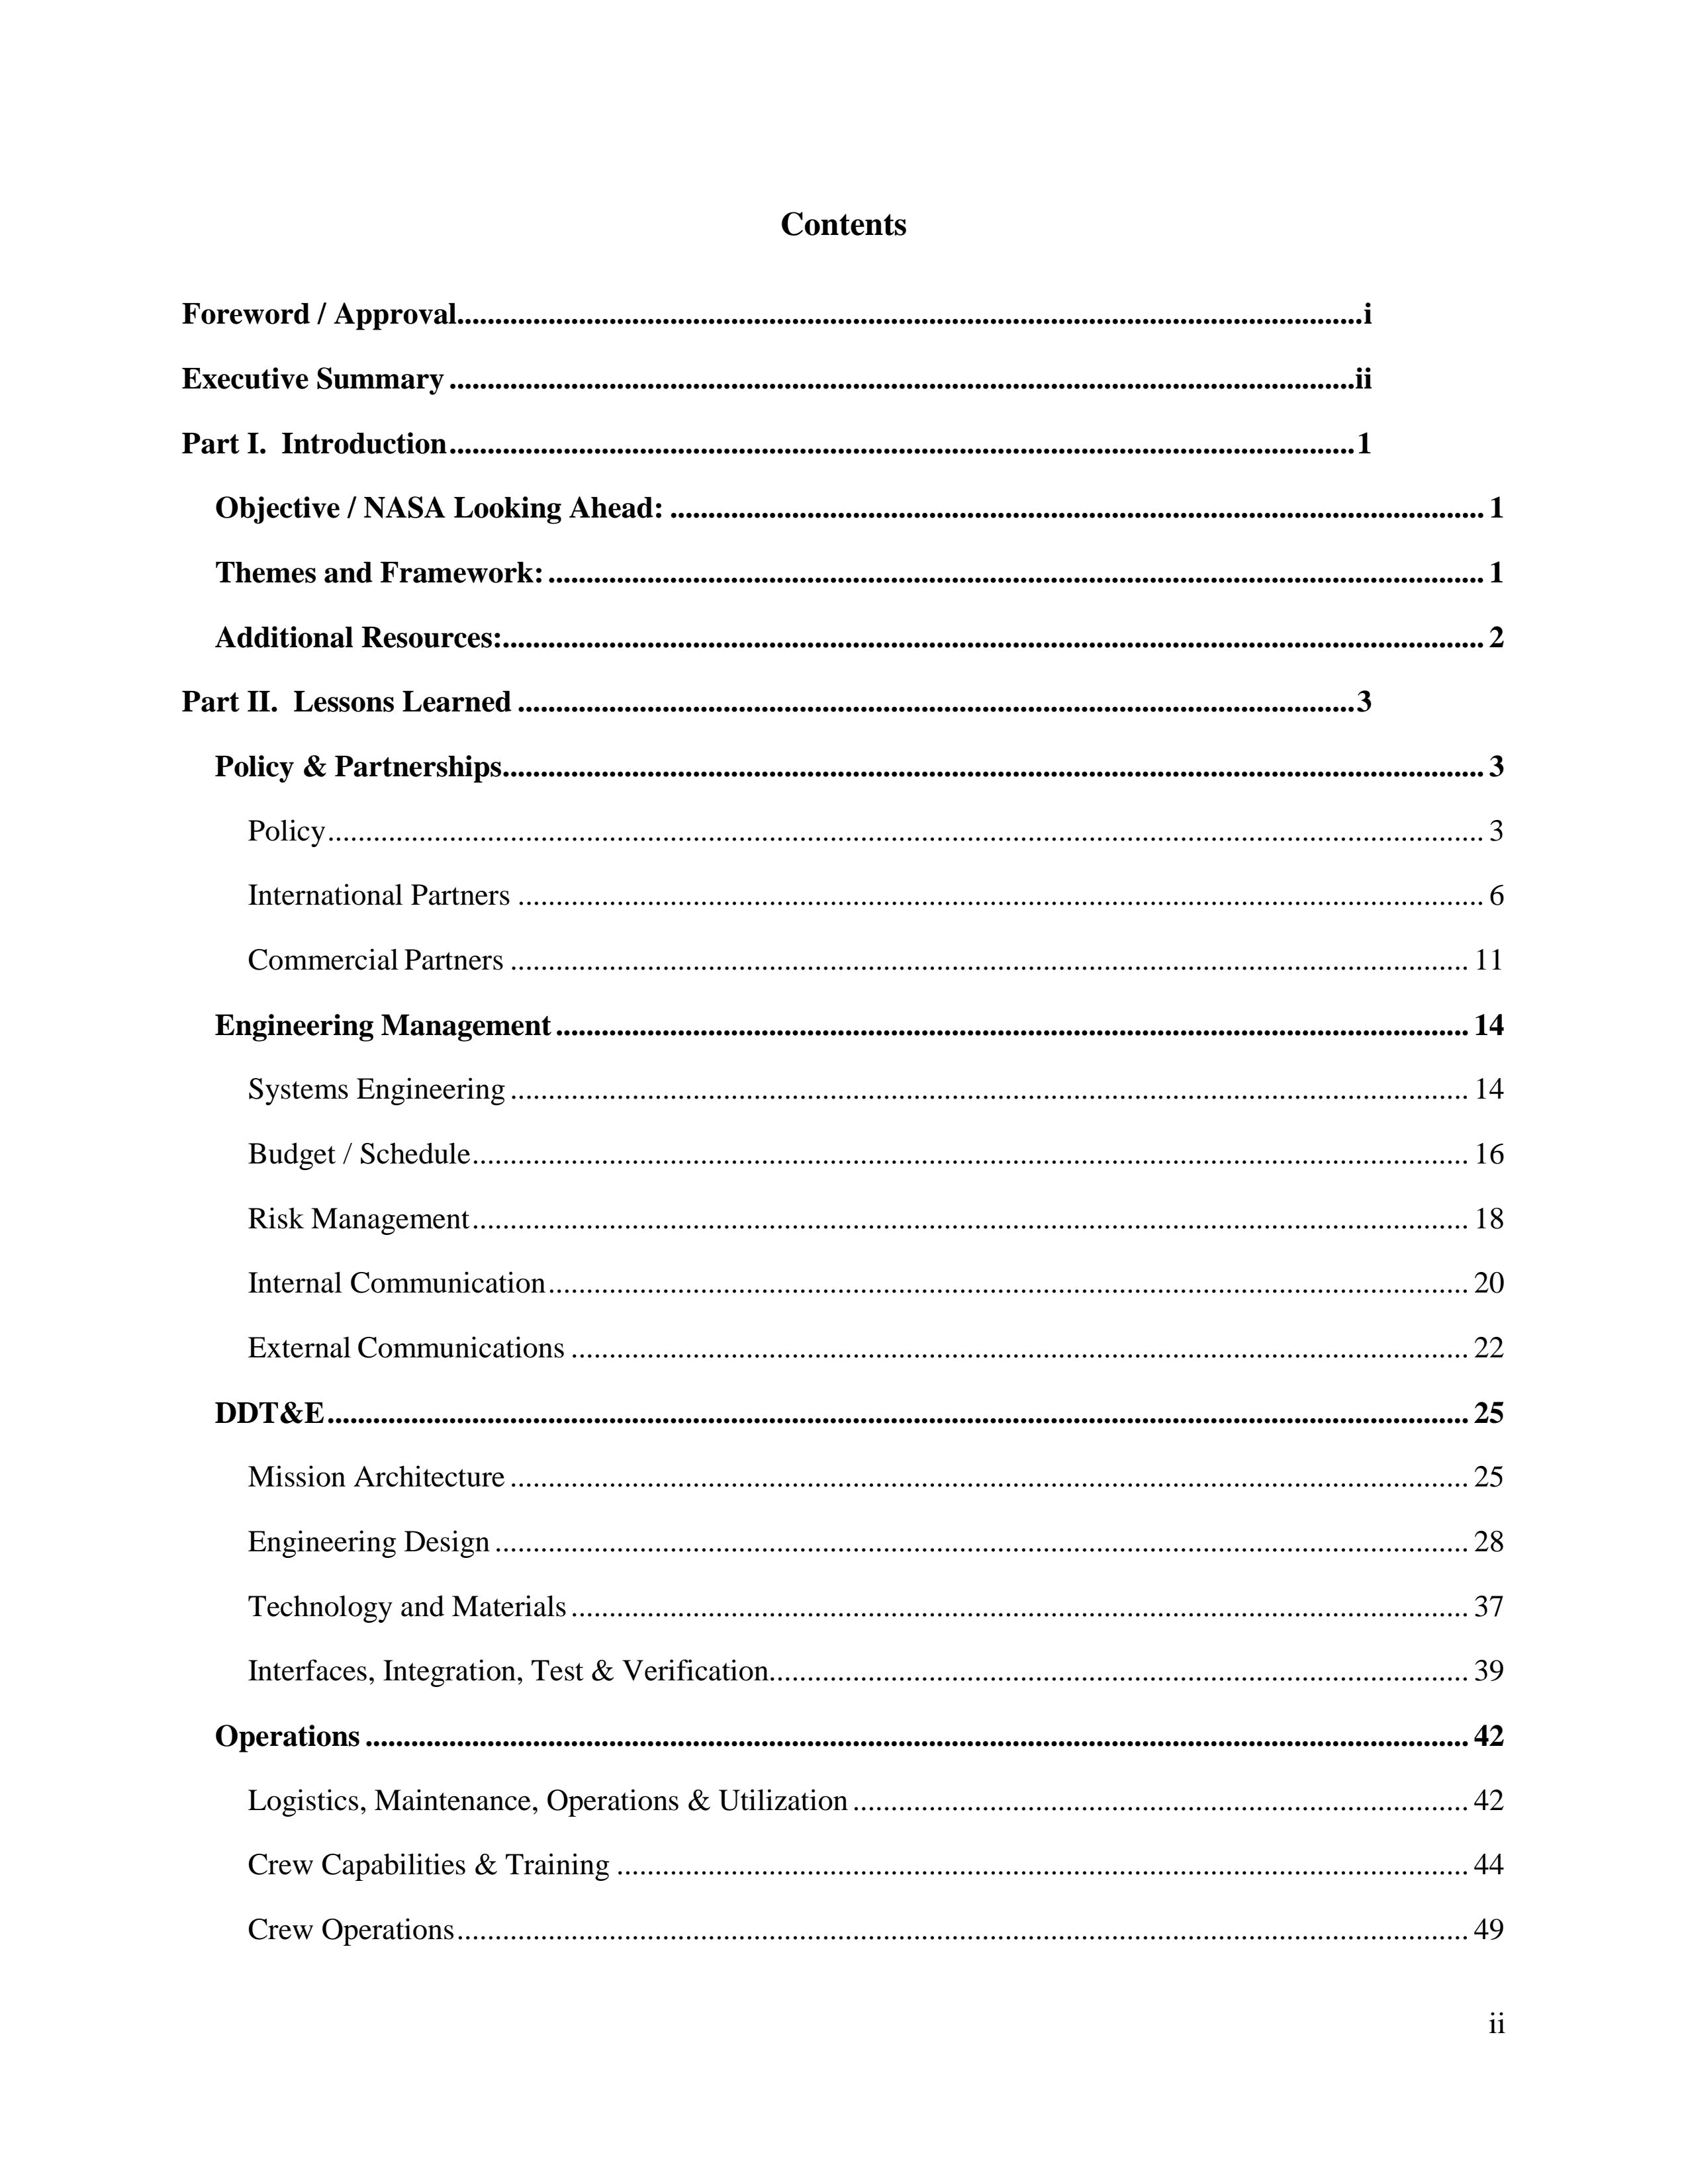 Contents
Foreword / Approval........................................................................................................................i
Executive Summary ........................................................................................................................ii
Part I.  Introduction........................................................................................................................1
Objective / NASA Looking Ahead: ............................................................................................................ 1
Themes and Framework: ............................................................................................................................ 1
Additional Resources:.................................................................................................................................. 2
Part II.  Lessons Learned ...............................................................................................................3
Policy & Partnerships.................................................................................................................................. 3
Policy......................................................................................................................................................... 3
International Partners ................................................................................................................................ 6
Commercial Partners ............................................................................................................................... 11
Engineering Management ......................................................................................................................... 14
Systems Engineering ............................................................................................................................... 14
Budget / Schedule.................................................................................................................................... 16
Risk Management.................................................................................................................................... 18
Internal Communication.......................................................................................................................... 20
External Communications ....................................................................................................................... 22
DDT&E....................................................................................................................................................... 25
Mission Architecture ............................................................................................................................... 25
Engineering Design ................................................................................................................................. 28
Technology and Materials ....................................................................................................................... 37
Interfaces, Integration, Test & Verification............................................................................................. 39
Operations .................................................................................................................................................. 42
Logistics, Maintenance, Operations & Utilization .................................................................................. 42
Crew Capabilities & Training ................................................................................................................. 44
Crew Operations...................................................................................................................................... 49
ii